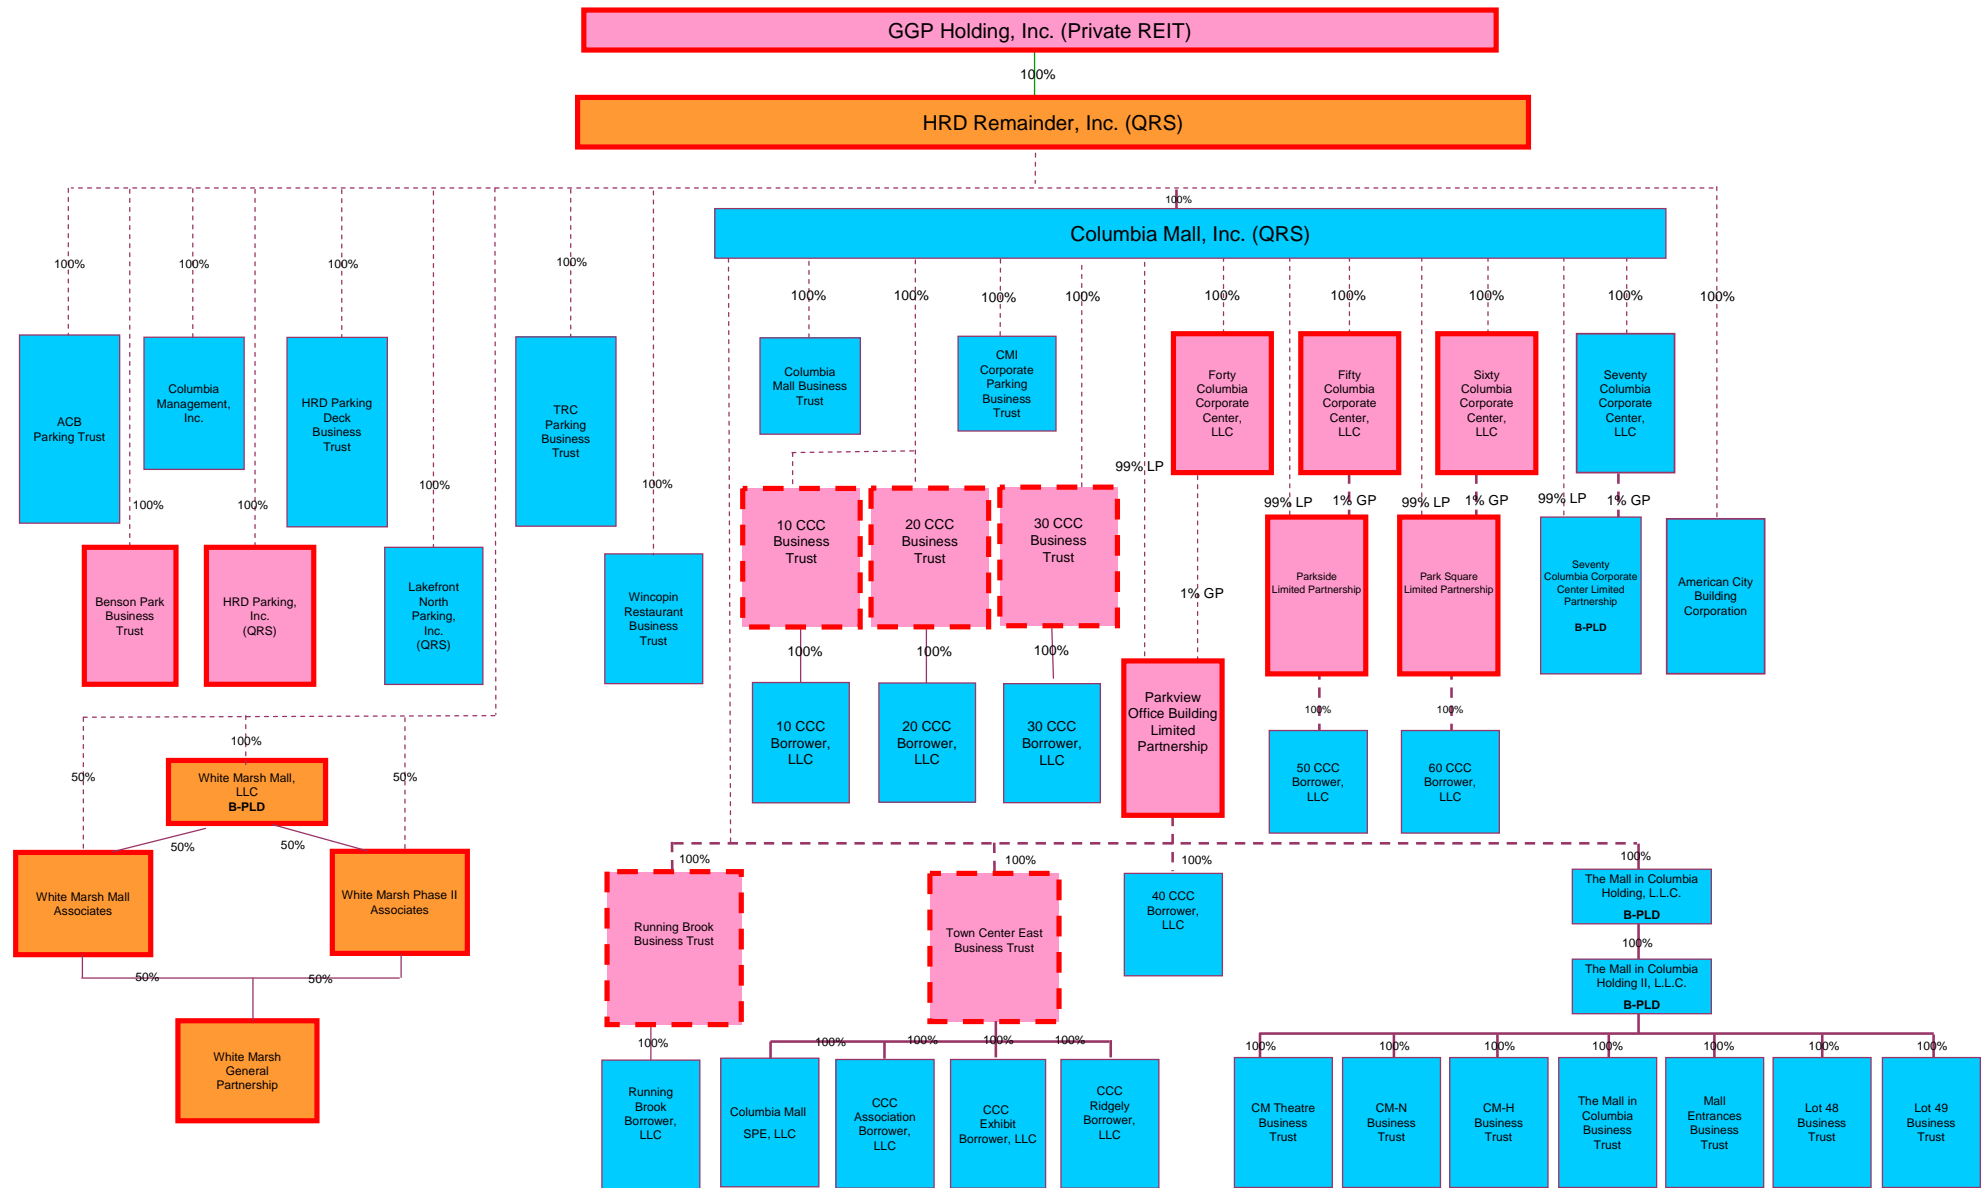 GGP Holding, Inc. (Private REIT)
100%
HRD Remainder, Inc. (QRS)
100%
Columbia Mall, Inc. (QRS)
100%
100%
100%
100%
100%
100%
100%
100%
100%
100%
100%
100%
100%
100%
ACB
Parking Trust
Columbia
Management,
Inc.
HRD Parking
Deck
Business
Trust
TRC
Parking
Business
Trust
Columbia
Mall Business
Trust
CMI
Corporate
Parking
Business
Trust
Forty
Columbia
Corporate
Center,
LLC
Fifty
Columbia
Corporate
Center,
LLC
Sixty
Columbia
Corporate
Center,
LLC
Seventy
Columbia
Corporate
Center,
LLC
100%
100%
100%
100%
99% LP
99% LP
1% GP
99% LP
1% GP
99% LP
1% GP
Benson Park
Business
Trust
HRD Parking,
Inc.
(QRS)
Lakefront
North
Parking,
Inc.
(QRS)
Wincopin
Restaurant
Business
Trust
10 CCC
Business
Trust
20 CCC
Business
Trust
30 CCC
Business
Trust
1% GP
Parkside
Limited Partnership
Park Square
Limited Partnership
Seventy
Columbia Corporate
Center Limited
Partnership
B-PLD
American City
Building
Corporation
100%
100%
100%
10 CCC
Borrower,
LLC
20 CCC
Borrower,
LLC
30 CCC
Borrower,
LLC
Parkview
Office Building
Limited
Partnership
100%
100%
50 CCC
Borrower,
LLC
60 CCC
Borrower,
LLC
100%
50%
50%
White Marsh Mall,
LLC
B-PLD
50%
50%
White Marsh Mall
Associates
White Marsh Phase II
Associates
50%
50%
White Marsh
General
Partnership
100%
100%
100%
100%
Running Brook
Business Trust
Town Center East
Business Trust
40 CCC
Borrower,
LLC
The Mall in Columbia
Holding, L.L.C.
B-PLD
100%
The Mall in Columbia
Holding II, L.L.C.
B-PLD
100%
100%
100%
100%
100%
Running
Brook
Borrower,
LLC
Columbia Mall
SPE, LLC
CCC
Association
Borrower,
LLC
CCC
Exhibit
Borrower, LLC
CCC
Ridgely
Borrower,
LLC
100%
100%
100%
100%
100%
100%
100%
CM Theatre
Business
Trust
CM-N
Business
Trust
CM-H
Business
Trust
The Mall in
Columbia
Business
Trust
Mall
Entrances
Business
Trust
Lot 48
Business
Trust
Lot 49
Business
Trust